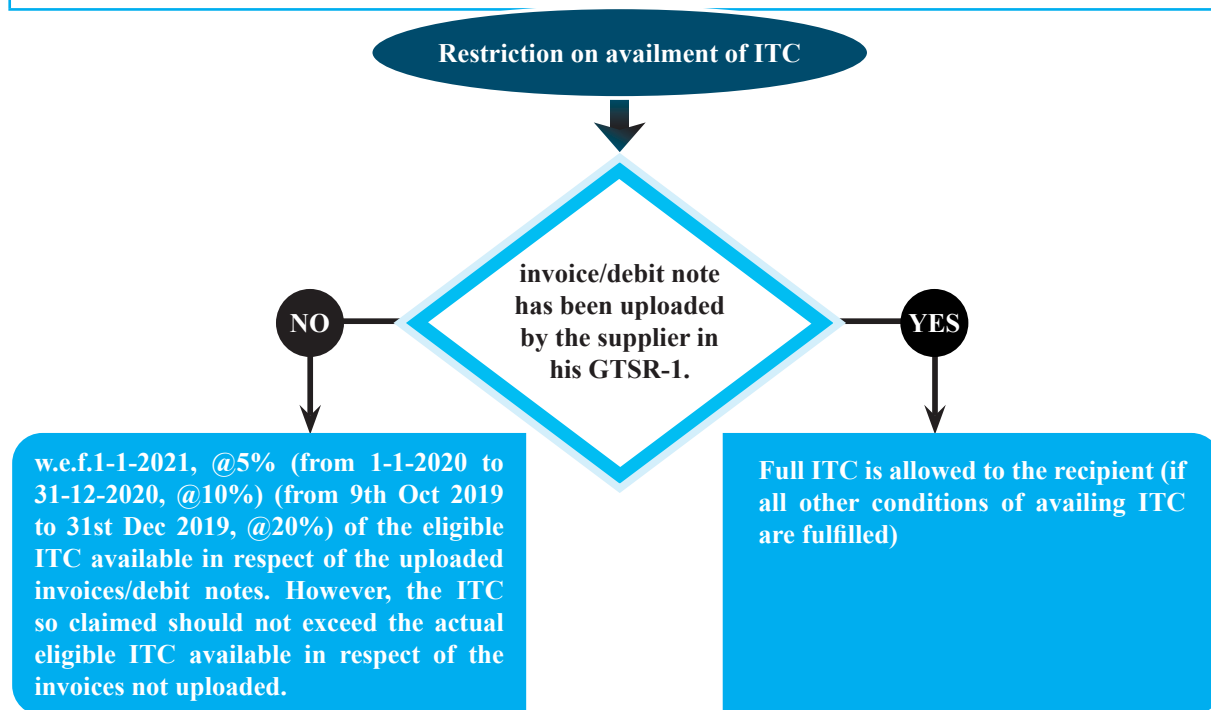 Restriction on availment of ITC
invoice/debit note
has been uploaded
by the supplier in
his GTSR-1.
NO
YES
w.e.f.1-1-2021, @5% (from 1-1-2020 to
31-12-2020, @10%) (from 9th Oct 2019
to 31st Dec 2019, @20%) of the eligible
ITC available in respect of the uploaded
invoices/debit notes. However, the ITC
so claimed should not exceed the actual
eligible ITC available in respect of the
invoices not uploaded.
Full ITC is allowed to the recipient (if
all other conditions of availing ITC
are fulfilled)